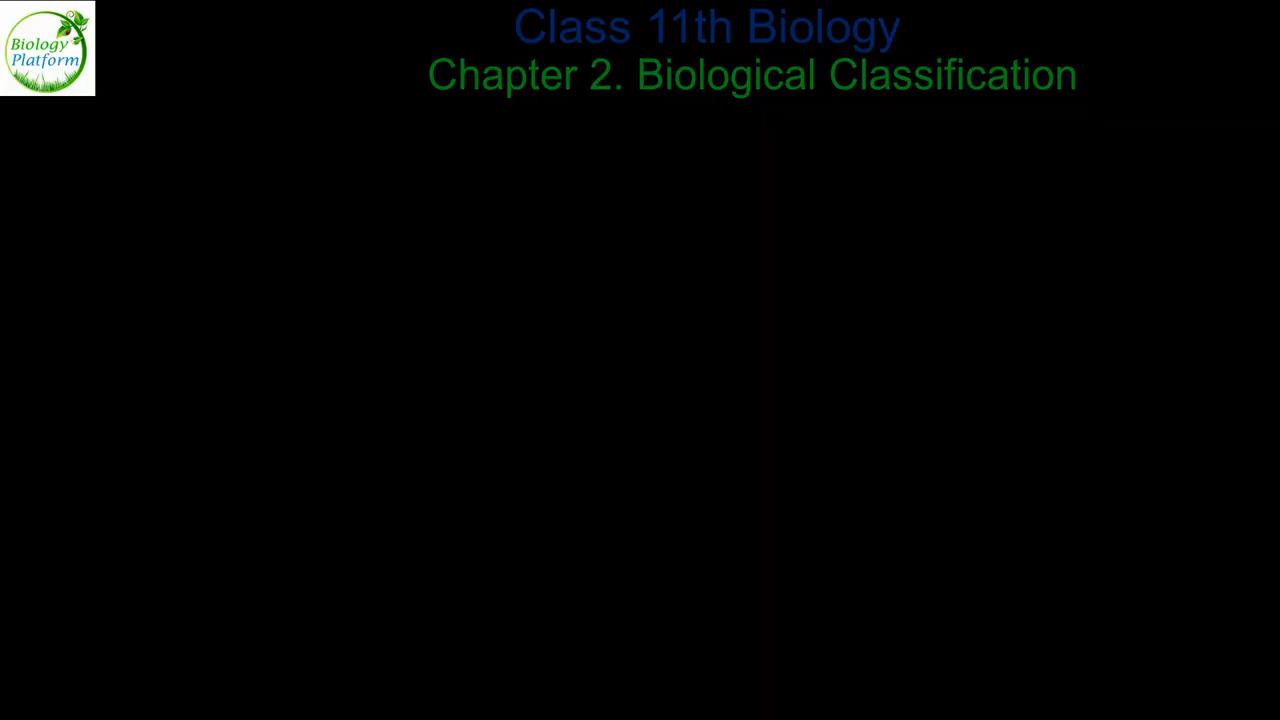 Biology
Platform
Class 11th Biology
Chapter 2. Biological Classification